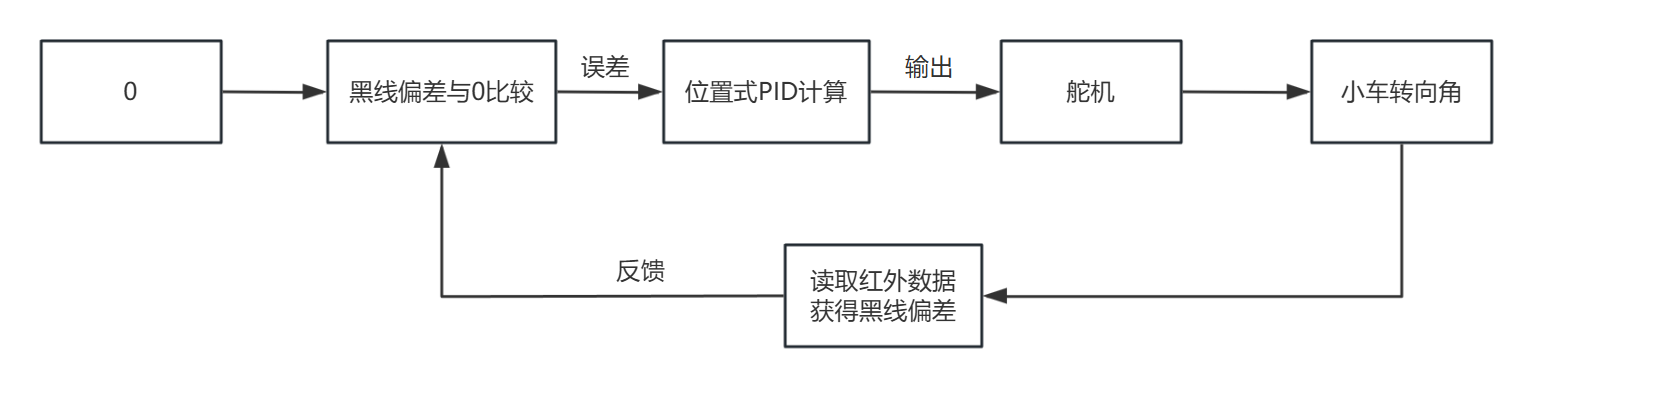 0
黑线偏差与0比较
误差
位置式PID计算
输出
舵机
小车转向角
反馈
读取红外数据
获得黑线偏差